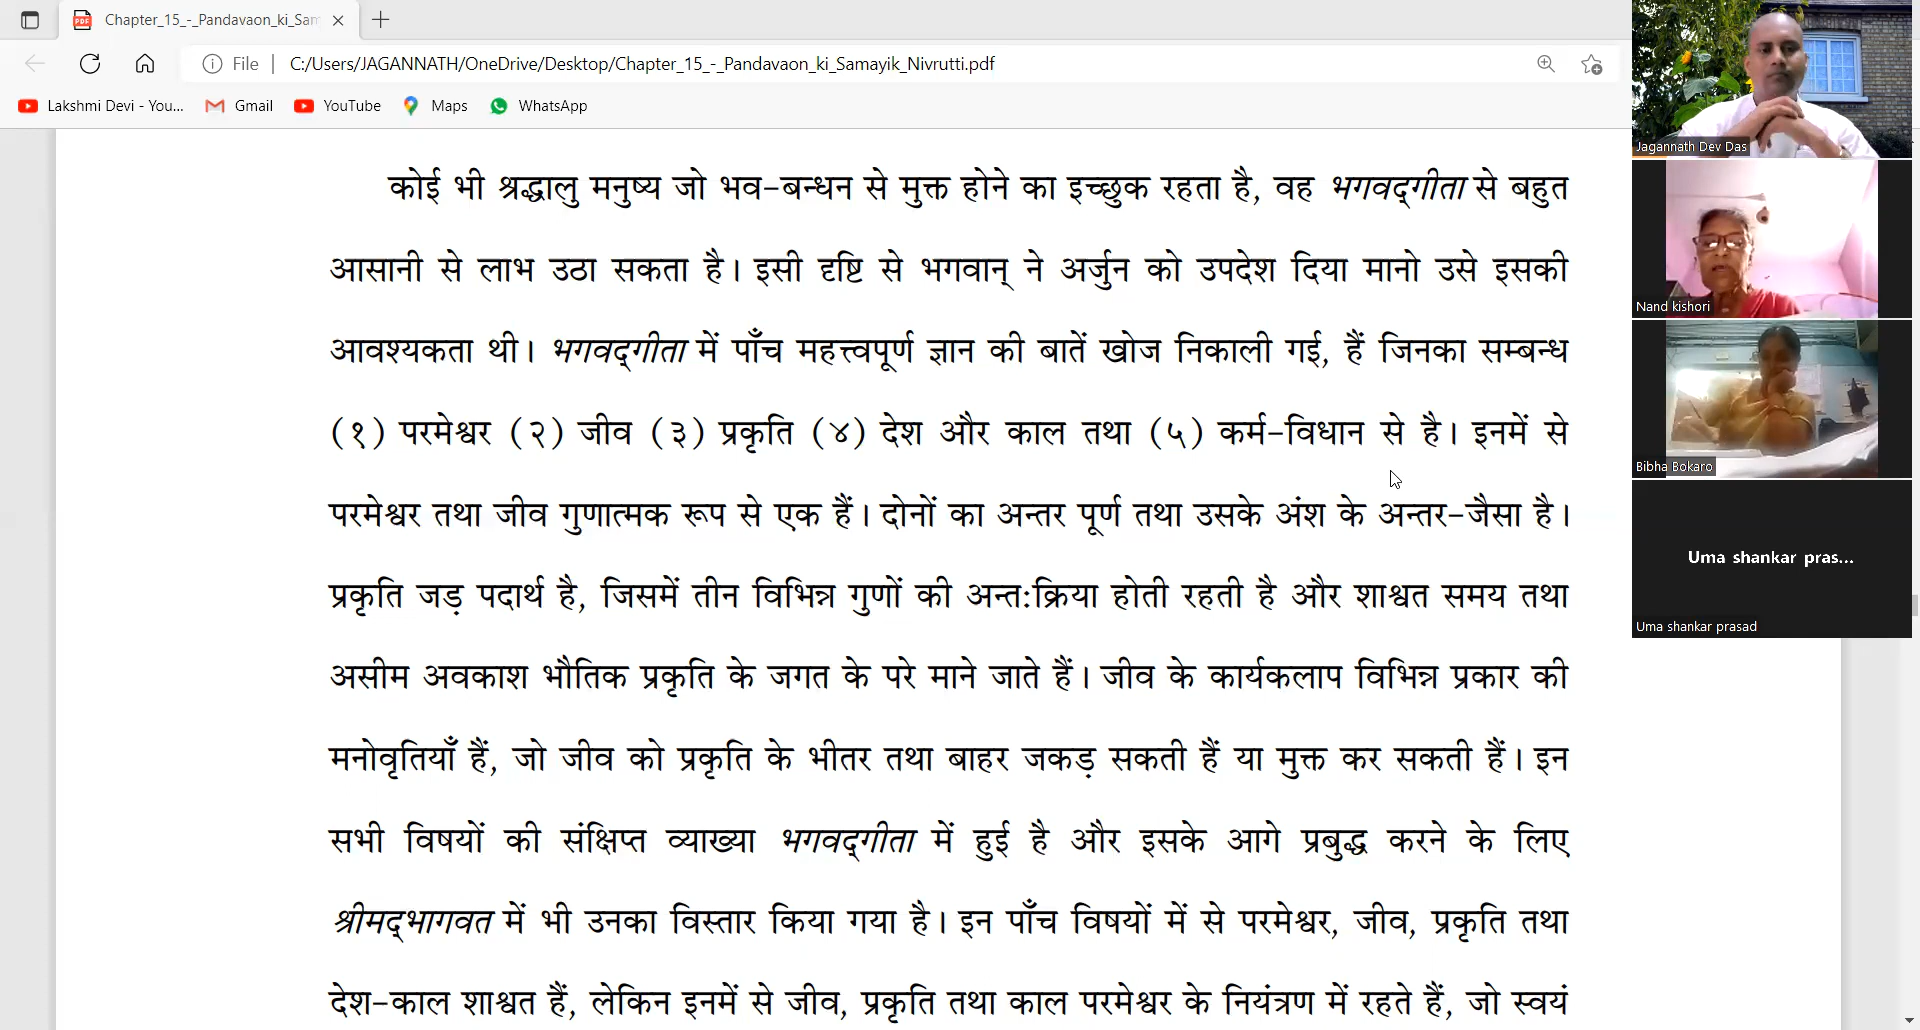 Chapter_15_-_Pandavaon_ki_Sam
File
C:/Users/JAGANNATH/OneDrive/Desktop/Chapter_15_-_Pandavaon_ki_Samayik_Nivrutti.pdf
Lakshmi Devi - You... Gmail YouTube Maps WhatsApp
कोई भी श्रद्धालु मनुष्य जो भव-बन्धन से मुक्त होने का इच्छुक रहता है, वह भगवद्गीता से बहुत
आसानी से लाभ उठा सकता है। इसी दृष्टि से भगवान् ने अर्जुन को उपदेश दिया मानो उसे इसकी
आवश्यकता थी। भगवद्गीता में पाँच महत्त्वपूर्ण ज्ञान की बातें खोज निकाली गई, हैं जिनका सम्बन्ध
(१) परमेश्वर (२) जीव (३) प्रकृति (४) देश और काल तथा (५) कर्म-विधान से है। इनमें से
परमेश्वर तथा जीव गुणात्मक रूप से एक हैं। दोनों का अन्तर पूर्ण तथा उसके अंश के अन्तर-जैसा है।
प्रकृति जड़ पदार्थ है, जिसमें तीन विभिन्न गुणों की अन्त:क्रिया होती रहती है और शाश्वत समय तथा
असीम अवकाश भौतिक प्रकृति के जगत के परे माने जाते हैं। जीव के कार्यकलाप विभिन्न प्रकार की
मनोवृतियाँ हैं, जो जीव को प्रकृति के भीतर तथा बाहर जकड़ सकती हैं या मुक्त कर सकती हैं। इन
सभी विषयों की संक्षिप्त व्याख्या भगवद्गीता में हुई है और इसके आगे प्रबुद्ध करने के लिए
श्रीमद्भागवत में भी उनका विस्तार किया गया है। इन पाँच विषयों में से परमेश्वर, जीव, प्रकृति तथा
देश-काल शाश्वत हैं, लेकिन इनमें से जीव, प्रकृति तथा काल परमेश्वर के नियंत्रण में रहते हैं, जो स्वयं
Jagannath Dev Das
Nand kishori
Bibha Bokaro
Uma shankar pras...
Uma shankar prasad